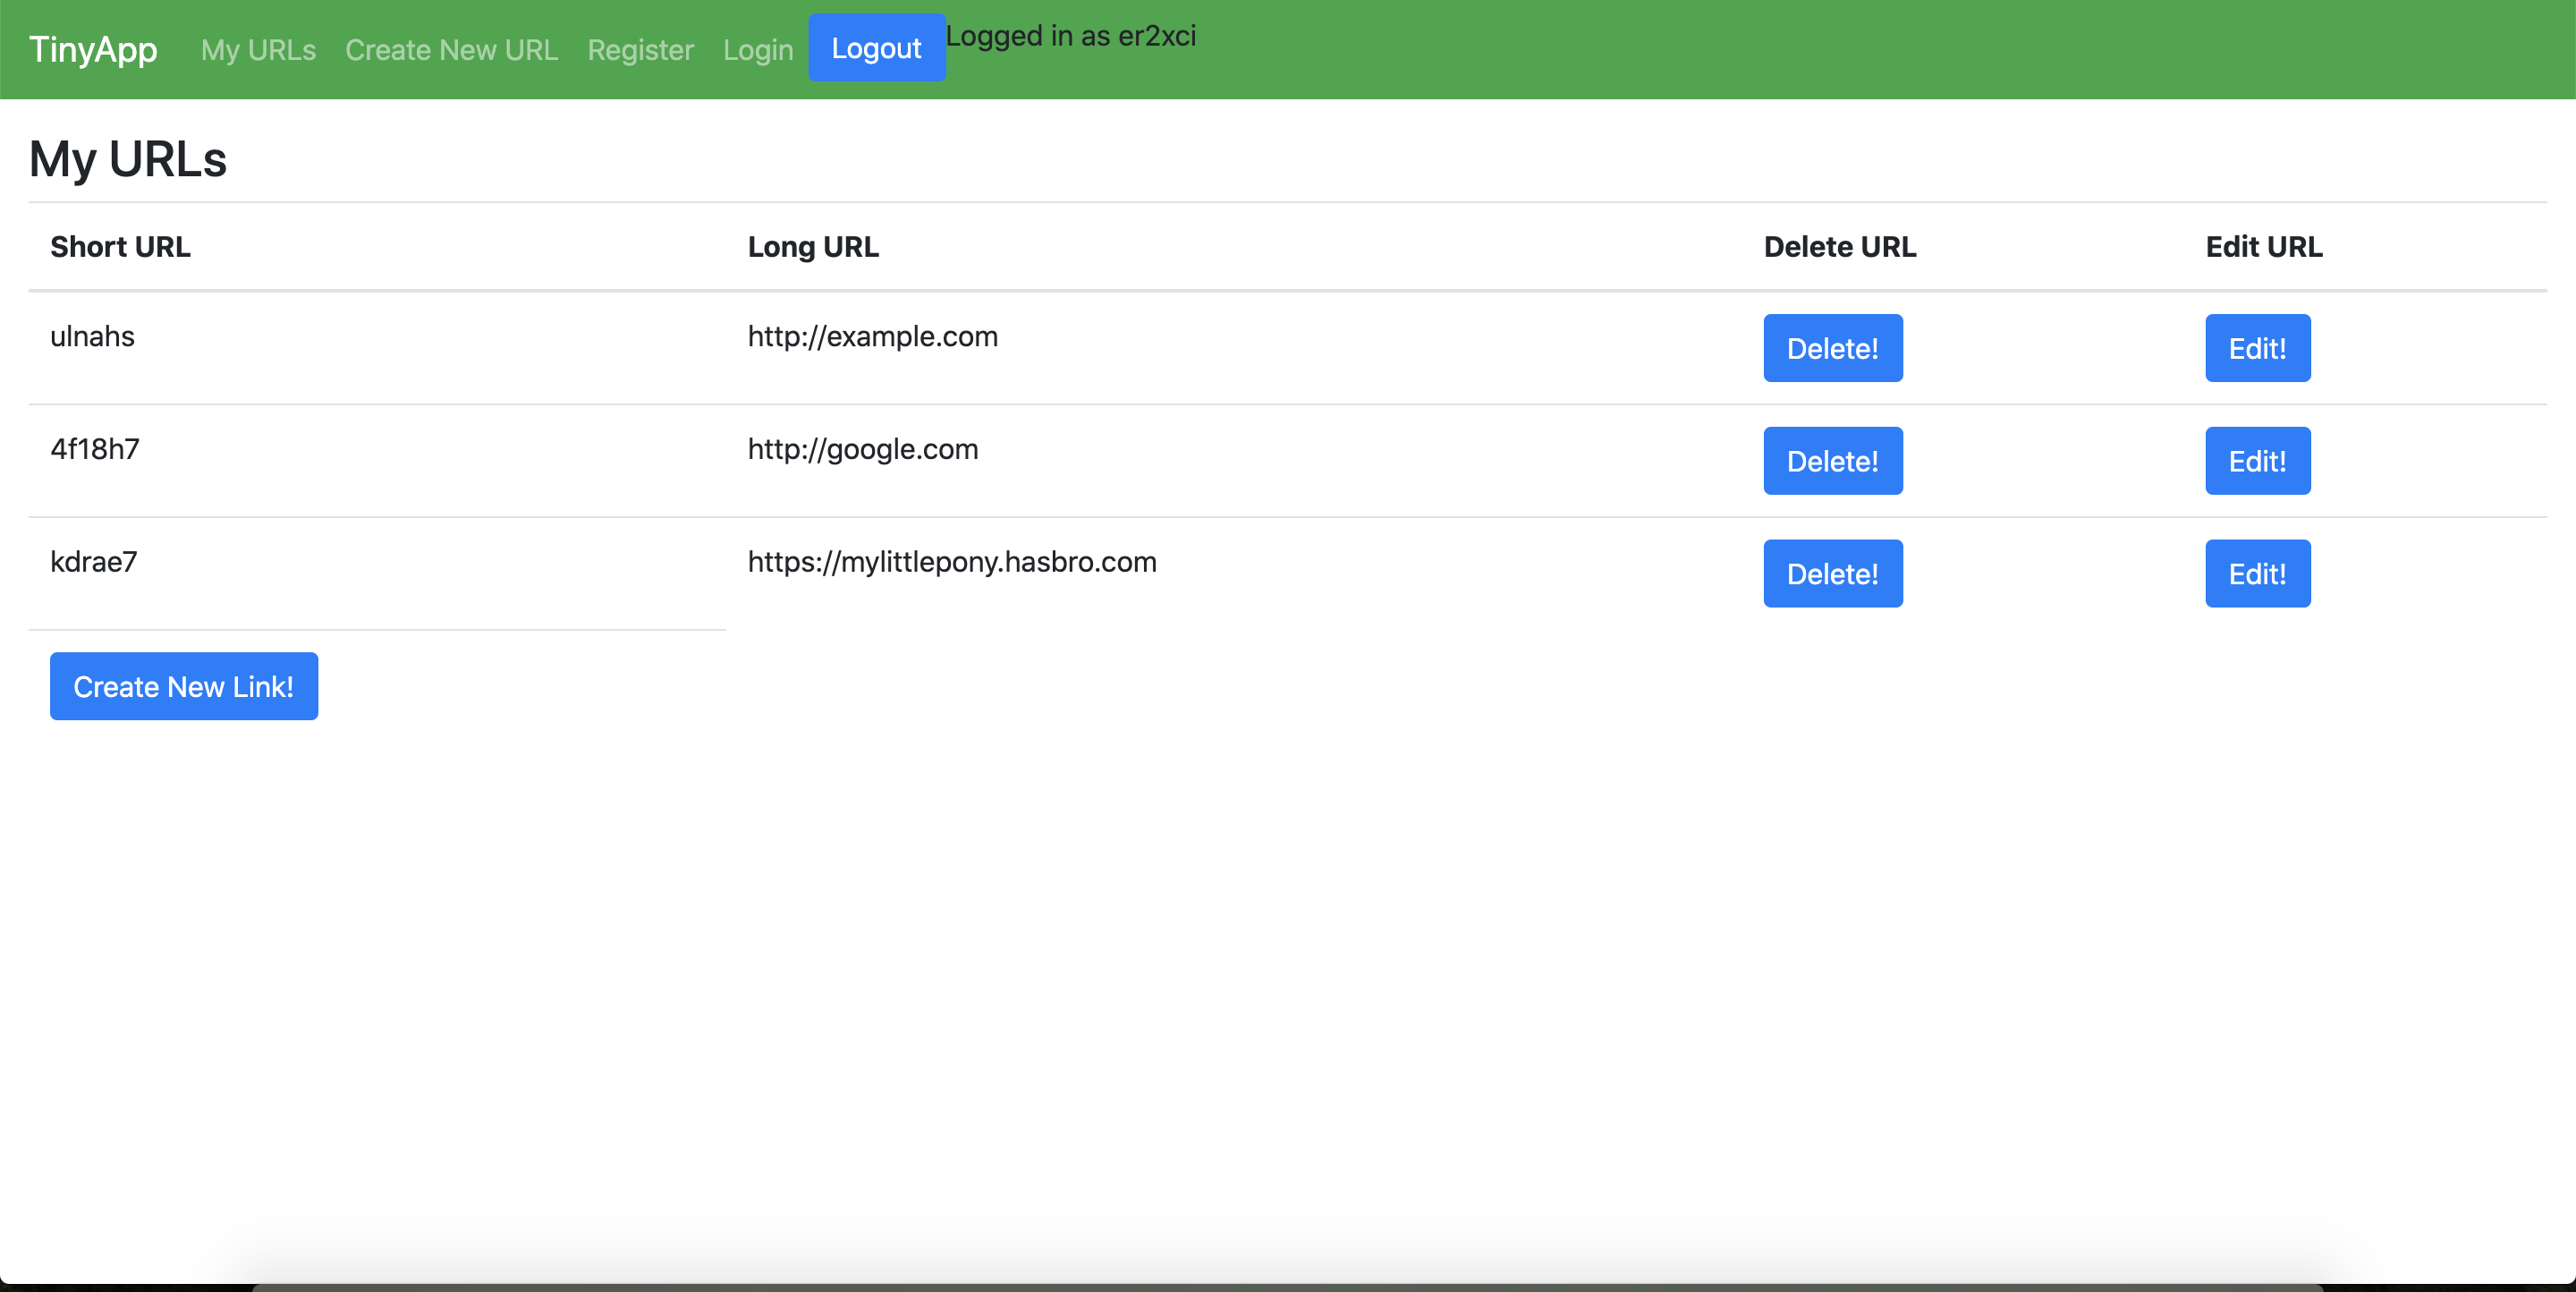 TinyApp My URLs Create New URL Register Login Logout Logged in as er2xci
My URLs
Short URL Long URL Delete URL Edit URL
ulnahs http://example.com Delete! Edit!
4f18h7 http://google.com Delete! Edit!
kdrae7 https://mylittlepony.hasbro.com Delete! Edit!
Create New Link!